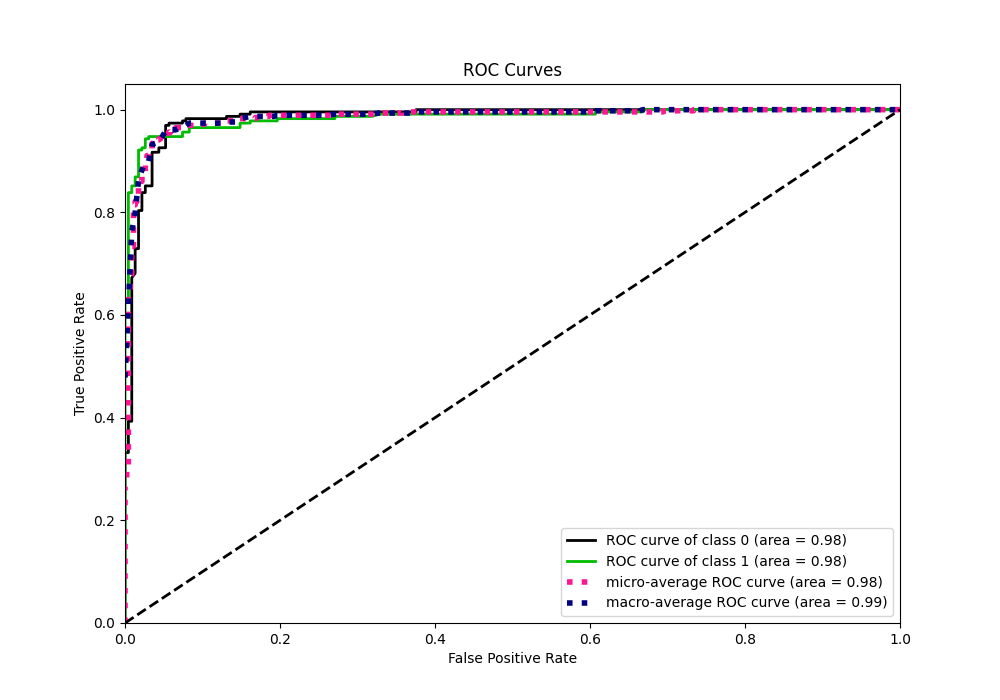 ROC Curves
True Positive Rate
1.0
0.8
0.6
0.4
0.2
0.0
0.0 0.2 0.4 0.6 0.8 1.0
False Positive Rate
ROC curve of class 0 (area = 0.98)
ROC curve of class 1 (area = 0.98)
micro-average ROC curve (area = 0.98)
macro-average ROC curve (area = 0.99)